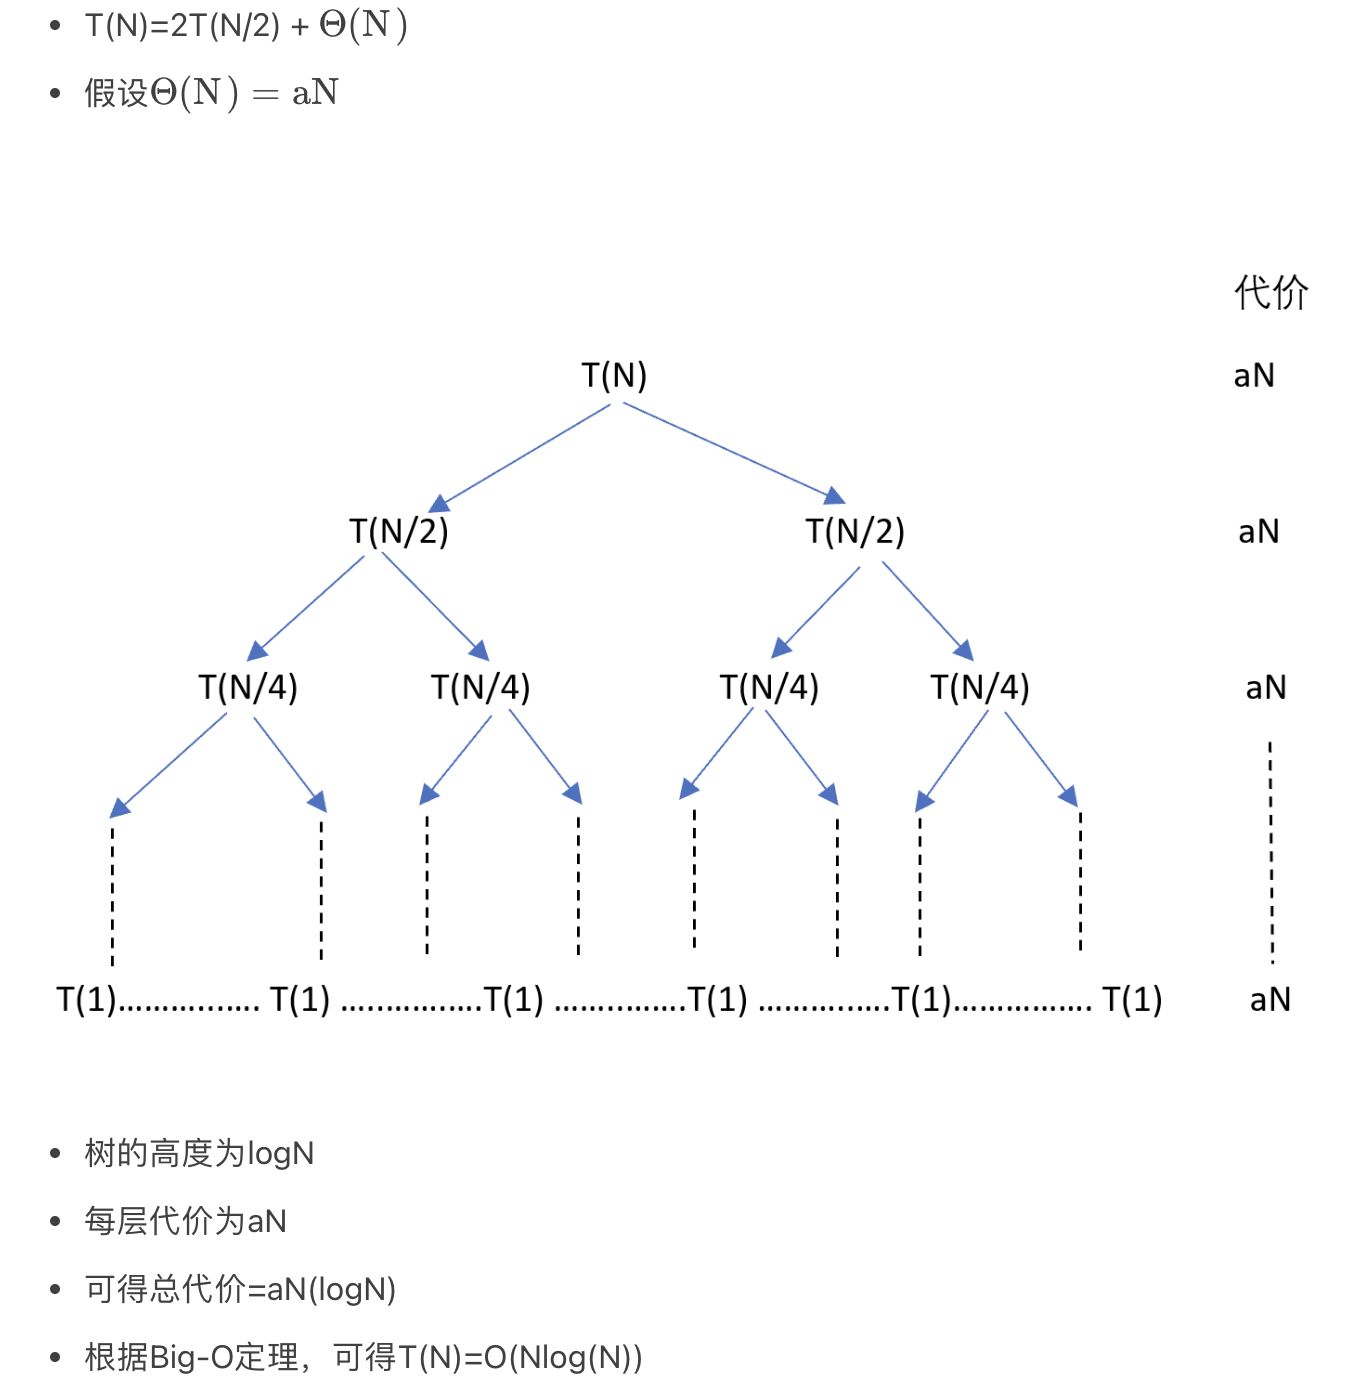 T(N)=2T(N/2) + Θ(N)
假设Θ(N) = aN
代价
T(N) aN
T(N/2) T(N/2) aN
T(N/4) T(N/4) T(N/4) T(N/4) aN
T(1)................ T(1) ................T(1) ...............T(1) ...............T(1)................ T(1) aN
树的高度为logN
每层代价为aN
可得总代价=aN(logN)
根据Big-O定理，可得T(N)=O(Nlog(N))